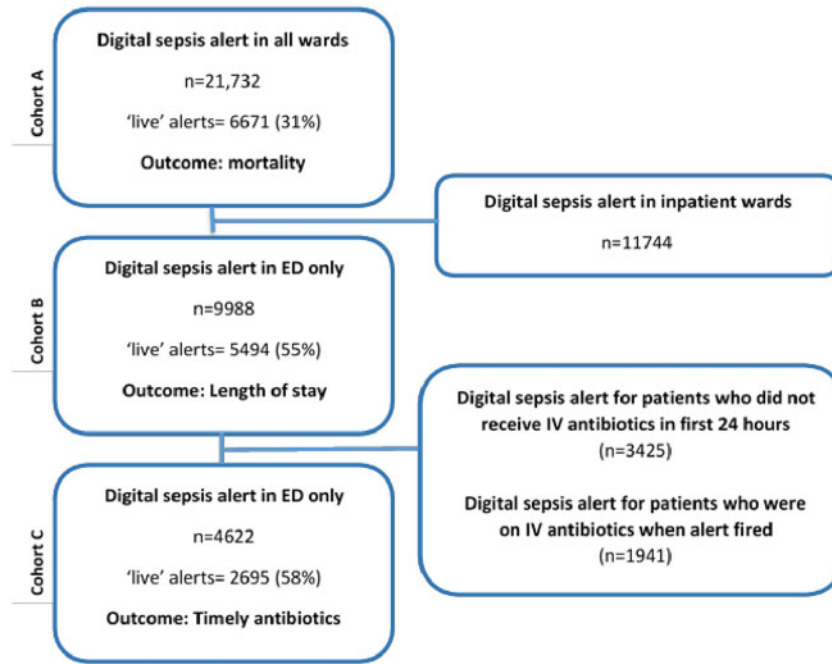 Cohort A
Digital sepsis alert in all wards
n=21,732
‘live’ alerts= 6671 (31%)
Outcome: mortality
Digital sepsis alert in inpatient wards
n=11744
Cohort B
Digital sepsis alert in ED only
n=9988
‘live’ alerts= 5494 (55%)
Outcome: Length of stay
Digital sepsis alert for patients who did not
receive IV antibiotics in first 24 hours
(n=3425)
Digital sepsis alert for patients who were
on IV antibiotics when alert fired
(n=1941)
Cohort C
Digital sepsis alert in ED only
n=4622
‘live’ alerts= 2695 (58%)
Outcome: Timely antibiotics